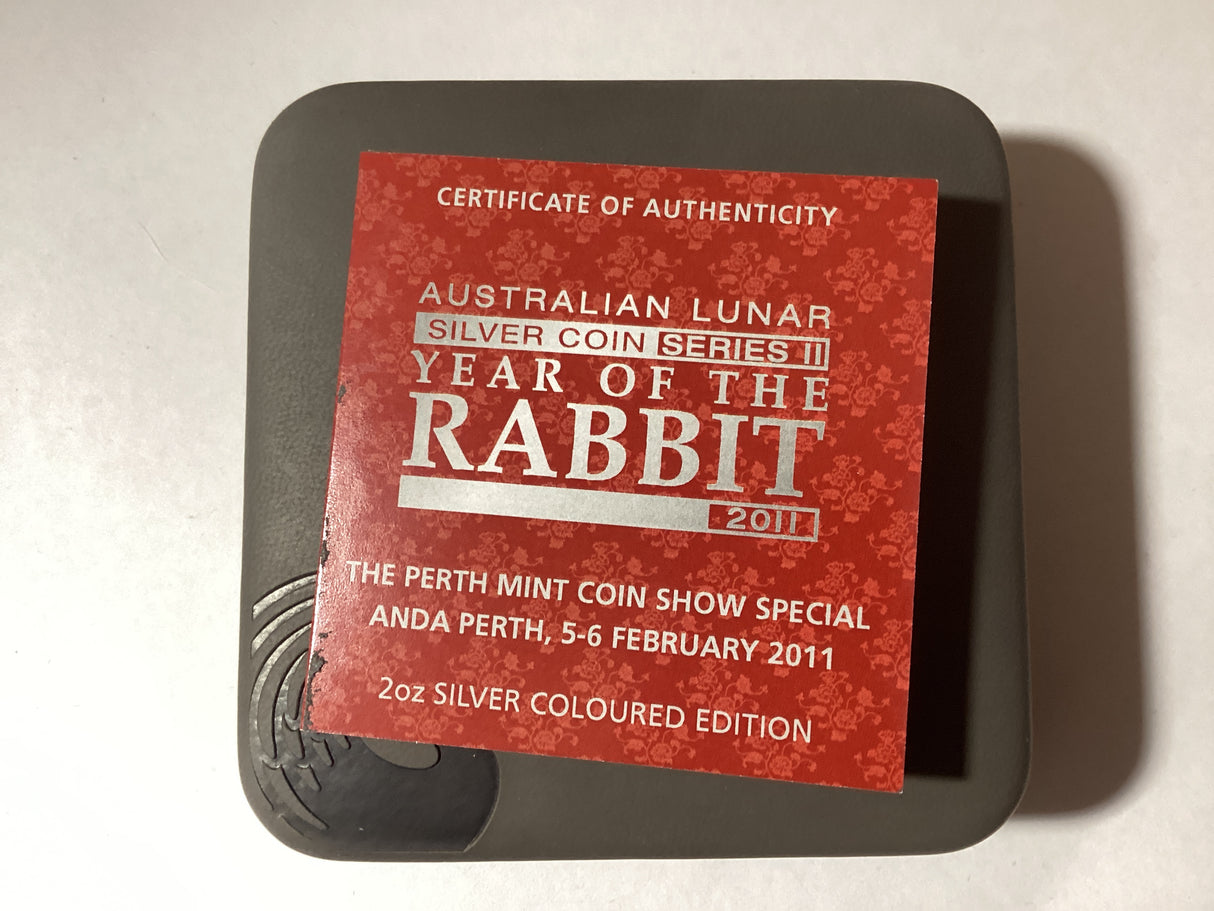 CERTIFICATE OF AUTHENTICITY
AUSTRALIAN LUNAR
SILVER COIN SERIES II
YEAR OF THE
RABBIT
2011
THE PERTH MINT COIN SHOW SPECIAL
ANDA PERTH, 5-6 FEBRUARY 2011
2oz SILVER COLOURED EDITION